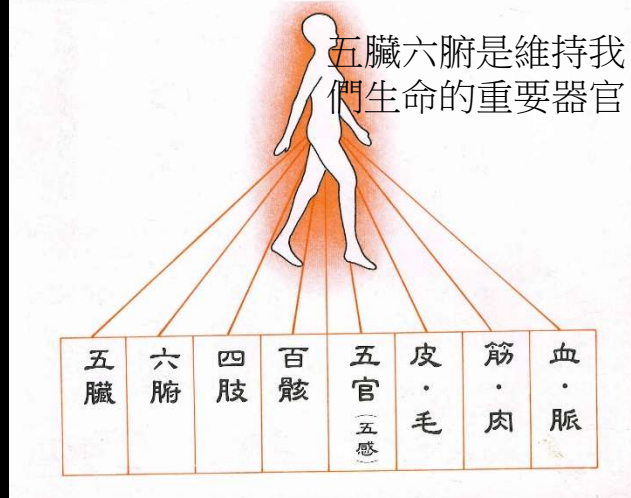 五臟六腑是維持我
們生命的重要器官
五臟
六腑
四肢
百骸
五官(五感)
皮・毛
筋・肉
血・脈